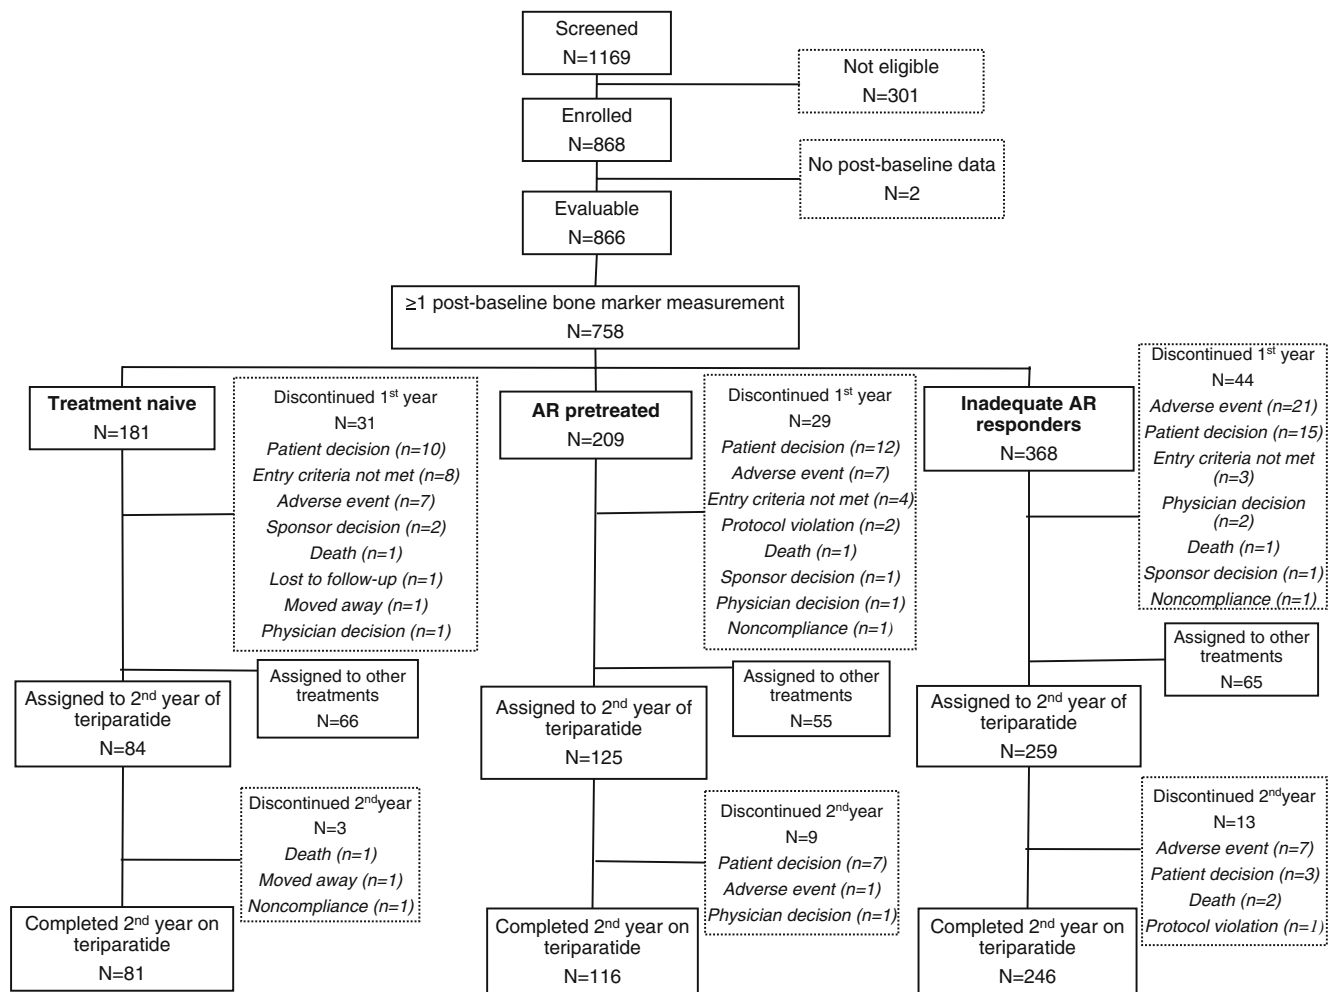 Screened
N=1169
Not eligible
N=301
Enrolled
N=868
No post-baseline data
N=2
Evaluable
N=866
≥1 post-baseline bone marker measurement
N=758
Treatment naive
N=181
Discontinued 1st year
N=31
Patient decision (n=10)
Entry criteria not met (n=8)
Adverse event (n=7)
Sponsor decision (n=2)
Death (n=1)
Lost to follow-up (n=1)
Moved away (n=1)
Physician decision (n=1)
AR pretreated
N=209
Discontinued 1st year
N=29
Patient decision (n=12)
Adverse event (n=7)
Entry criteria not met (n=4)
Protocol violation (n=2)
Death (n=1)
Sponsor decision (n=1)
Physician decision (n=1)
Noncompliance (n=1)
Inadequate AR
responders
N=368
Discontinued 1st year
N=44
Adverse event (n=21)
Patient decision (n=15)
Entry criteria not met
(n=3)
Physician decision
(n=2)
Death (n=1)
Sponsor decision (n=1)
Noncompliance (n=1)
Assigned to other
treatments
N=66
Assigned to other
treatments
N=55
Assigned to other
treatments
N=65
Assigned to 2nd year of
teriparatide
N=84
Assigned to 2nd year of
teriparatide
N=125
Assigned to 2nd year of
teriparatide
N=259
Discontinued 2ndyear
N=3
Death (n=1)
Moved away (n=1)
Noncompliance (n=1)
Discontinued 2ndyear
N=9
Patient decision (n=7)
Adverse event (n=1)
Physician decision (n=1)
Discontinued 2ndyear
N=13
Adverse event (n=7)
Patient decision (n=3)
Death (n=2)
Protocol violation (n=1)
Completed 2nd year on
teriparatide
N=81
Completed 2nd year on
teriparatide
N=116
Completed 2nd year on
teriparatide
N=246